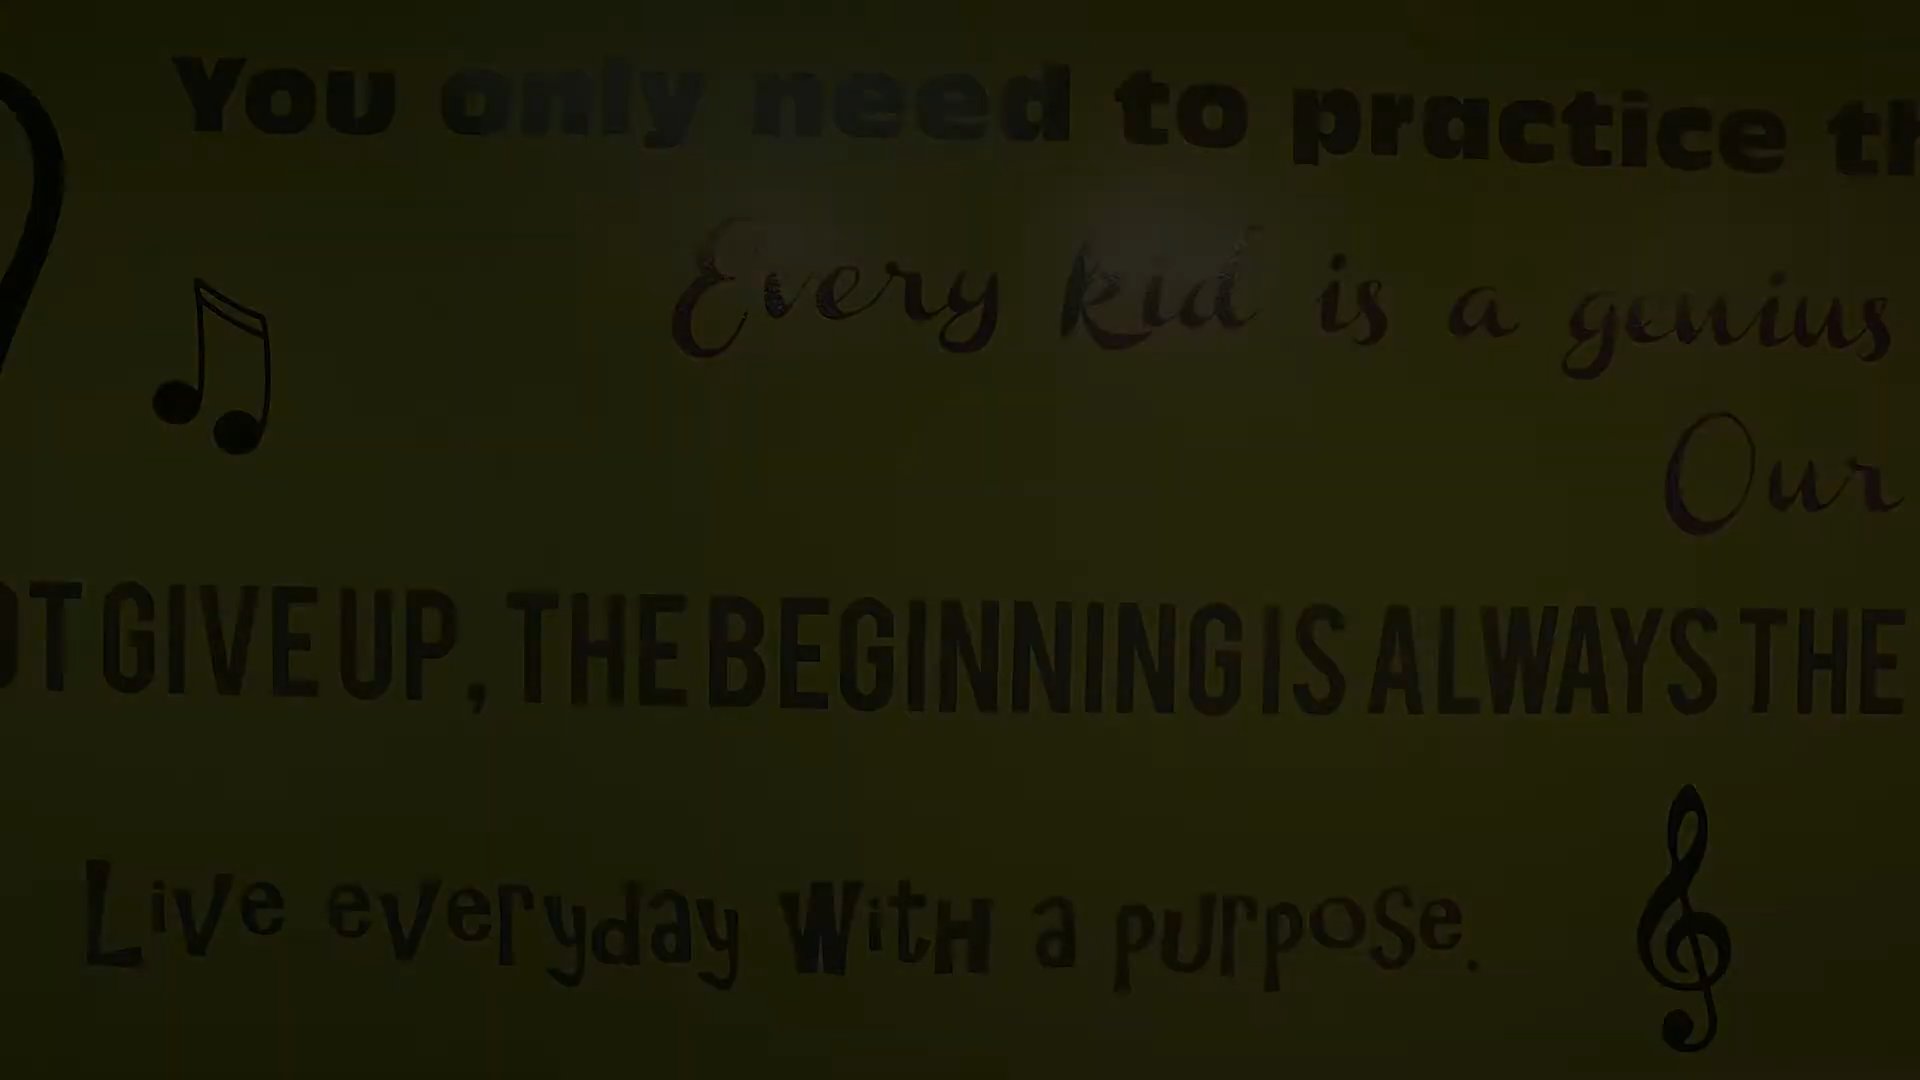 You only need to practice th
Every kid is a genius
Our
OT GIVE UP, THE BEGINNING IS ALWAYS THE
Live everyday with a purpose.